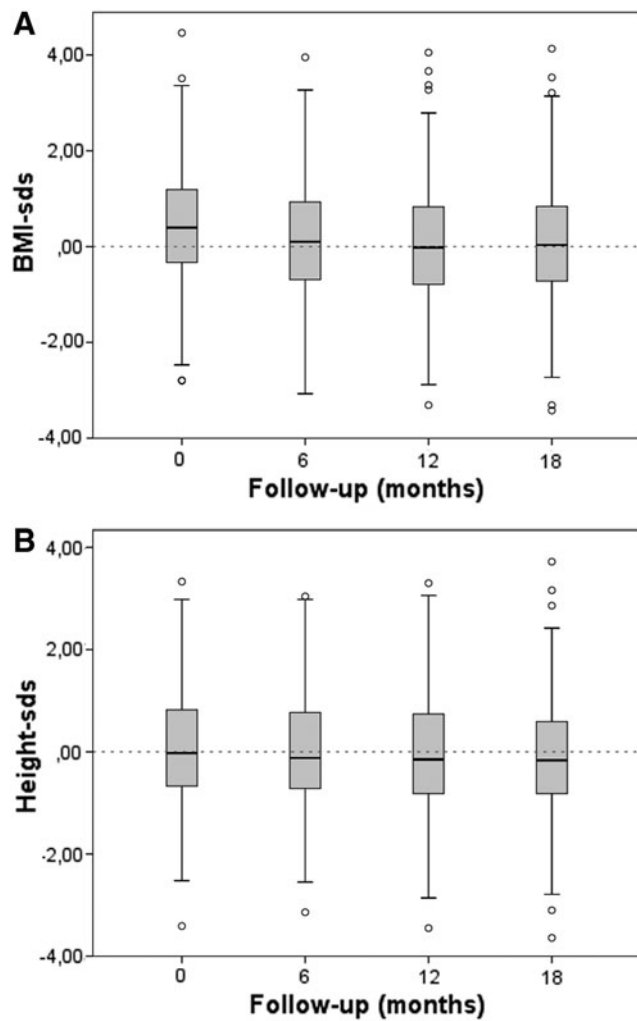 A
4,00
2,00
,00
-2,00
-4,00
BMI-sds
0 6 12 18
Follow-up (months)
B
4,00
2,00
,00
-2,00
-4,00
Height-sds
0 6 12 18
Follow-up (months)